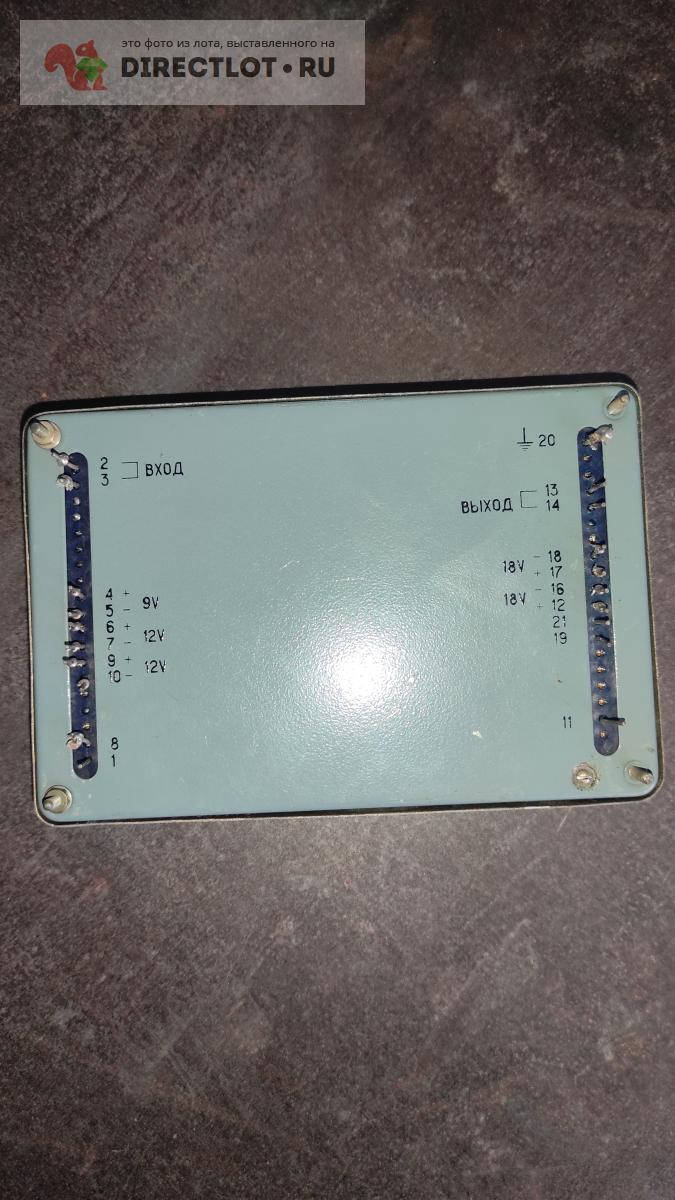 это фото из лота, выставленного на
DIRECTLOT•RU
2
3
ВХОД
4 +
5 -
9V
6 +
7 -
12V
9 +
10 -
12V
8
1
20
13
14
ВЫХОД
- 18
+ 17
18V
- 16
+ 12
18V
21
19
11